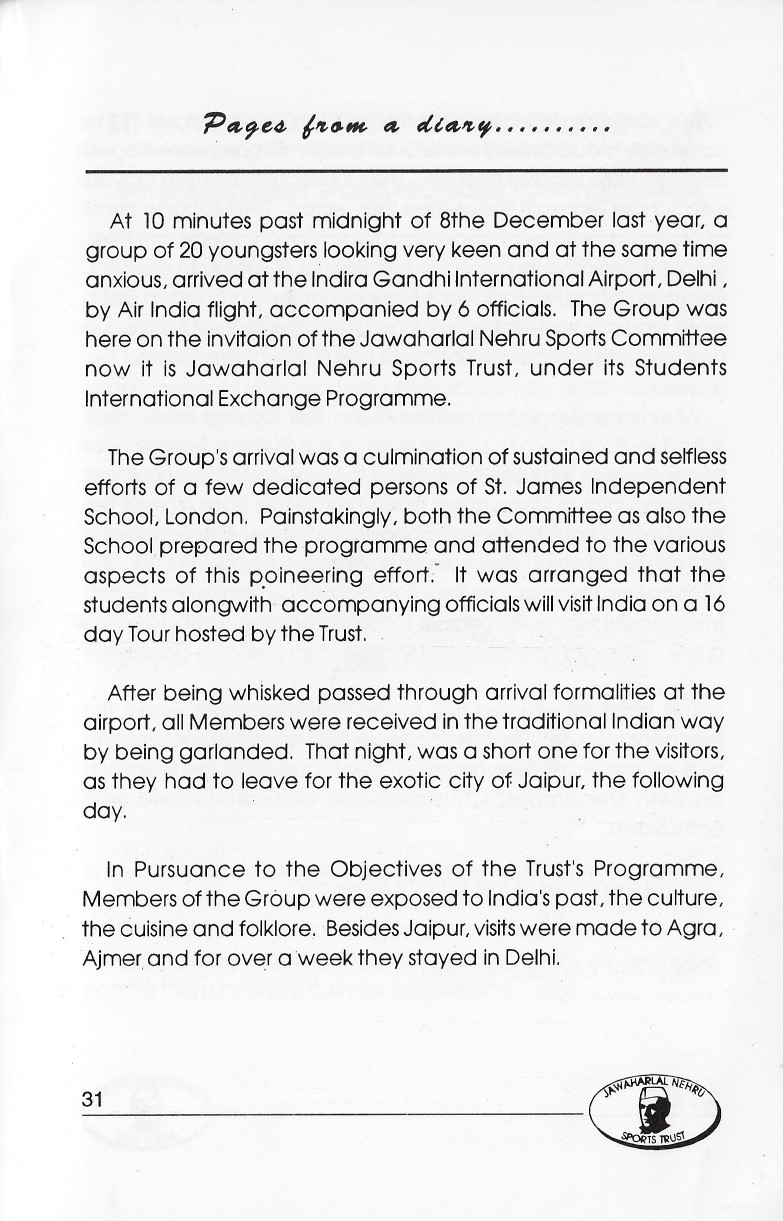 Pages from a diary..........
At 10 minutes past midnight of 8the December last year, a
group of 20 youngsters looking very keen and at the same time
anxious, arrived at the Indira Gandhi International Airport, Delhi ,
by Air India flight, accompanied by 6 officials. The Group was
here on the invitaion of the Jawaharlal Nehru Sports Committee
now it is Jawaharlal Nehru Sports Trust, under its Students
International Exchange Programme.
The Group's arrival was a culmination of sustained and selfless
efforts of a few dedicated persons of St. James Independent
School, London. Painstakingly, both the Committee as also the
School prepared the programme and attended to the various
aspects of this poineering effort. It was arranged that the
students alongwith accompanying officials will visit India on a 16
day Tour hosted by the Trust.
After being whisked passed through arrival formalities at the
airport, all Members were received in the traditional Indian way
by being garlanded. That night, was a short one for the visitors,
as they had to leave for the exotic city of Jaipur, the following
day.
In Pursuance to the Objectives of the Trust's Programme,
Members of the Group were exposed to India's past, the culture,
the cuisine and folklore. Besides Jaipur, visits were made to Agra,
Ajmer and for over a week they stayed in Delhi.
31
JAWAHARLAL NEHRU
SPORTS TRUST